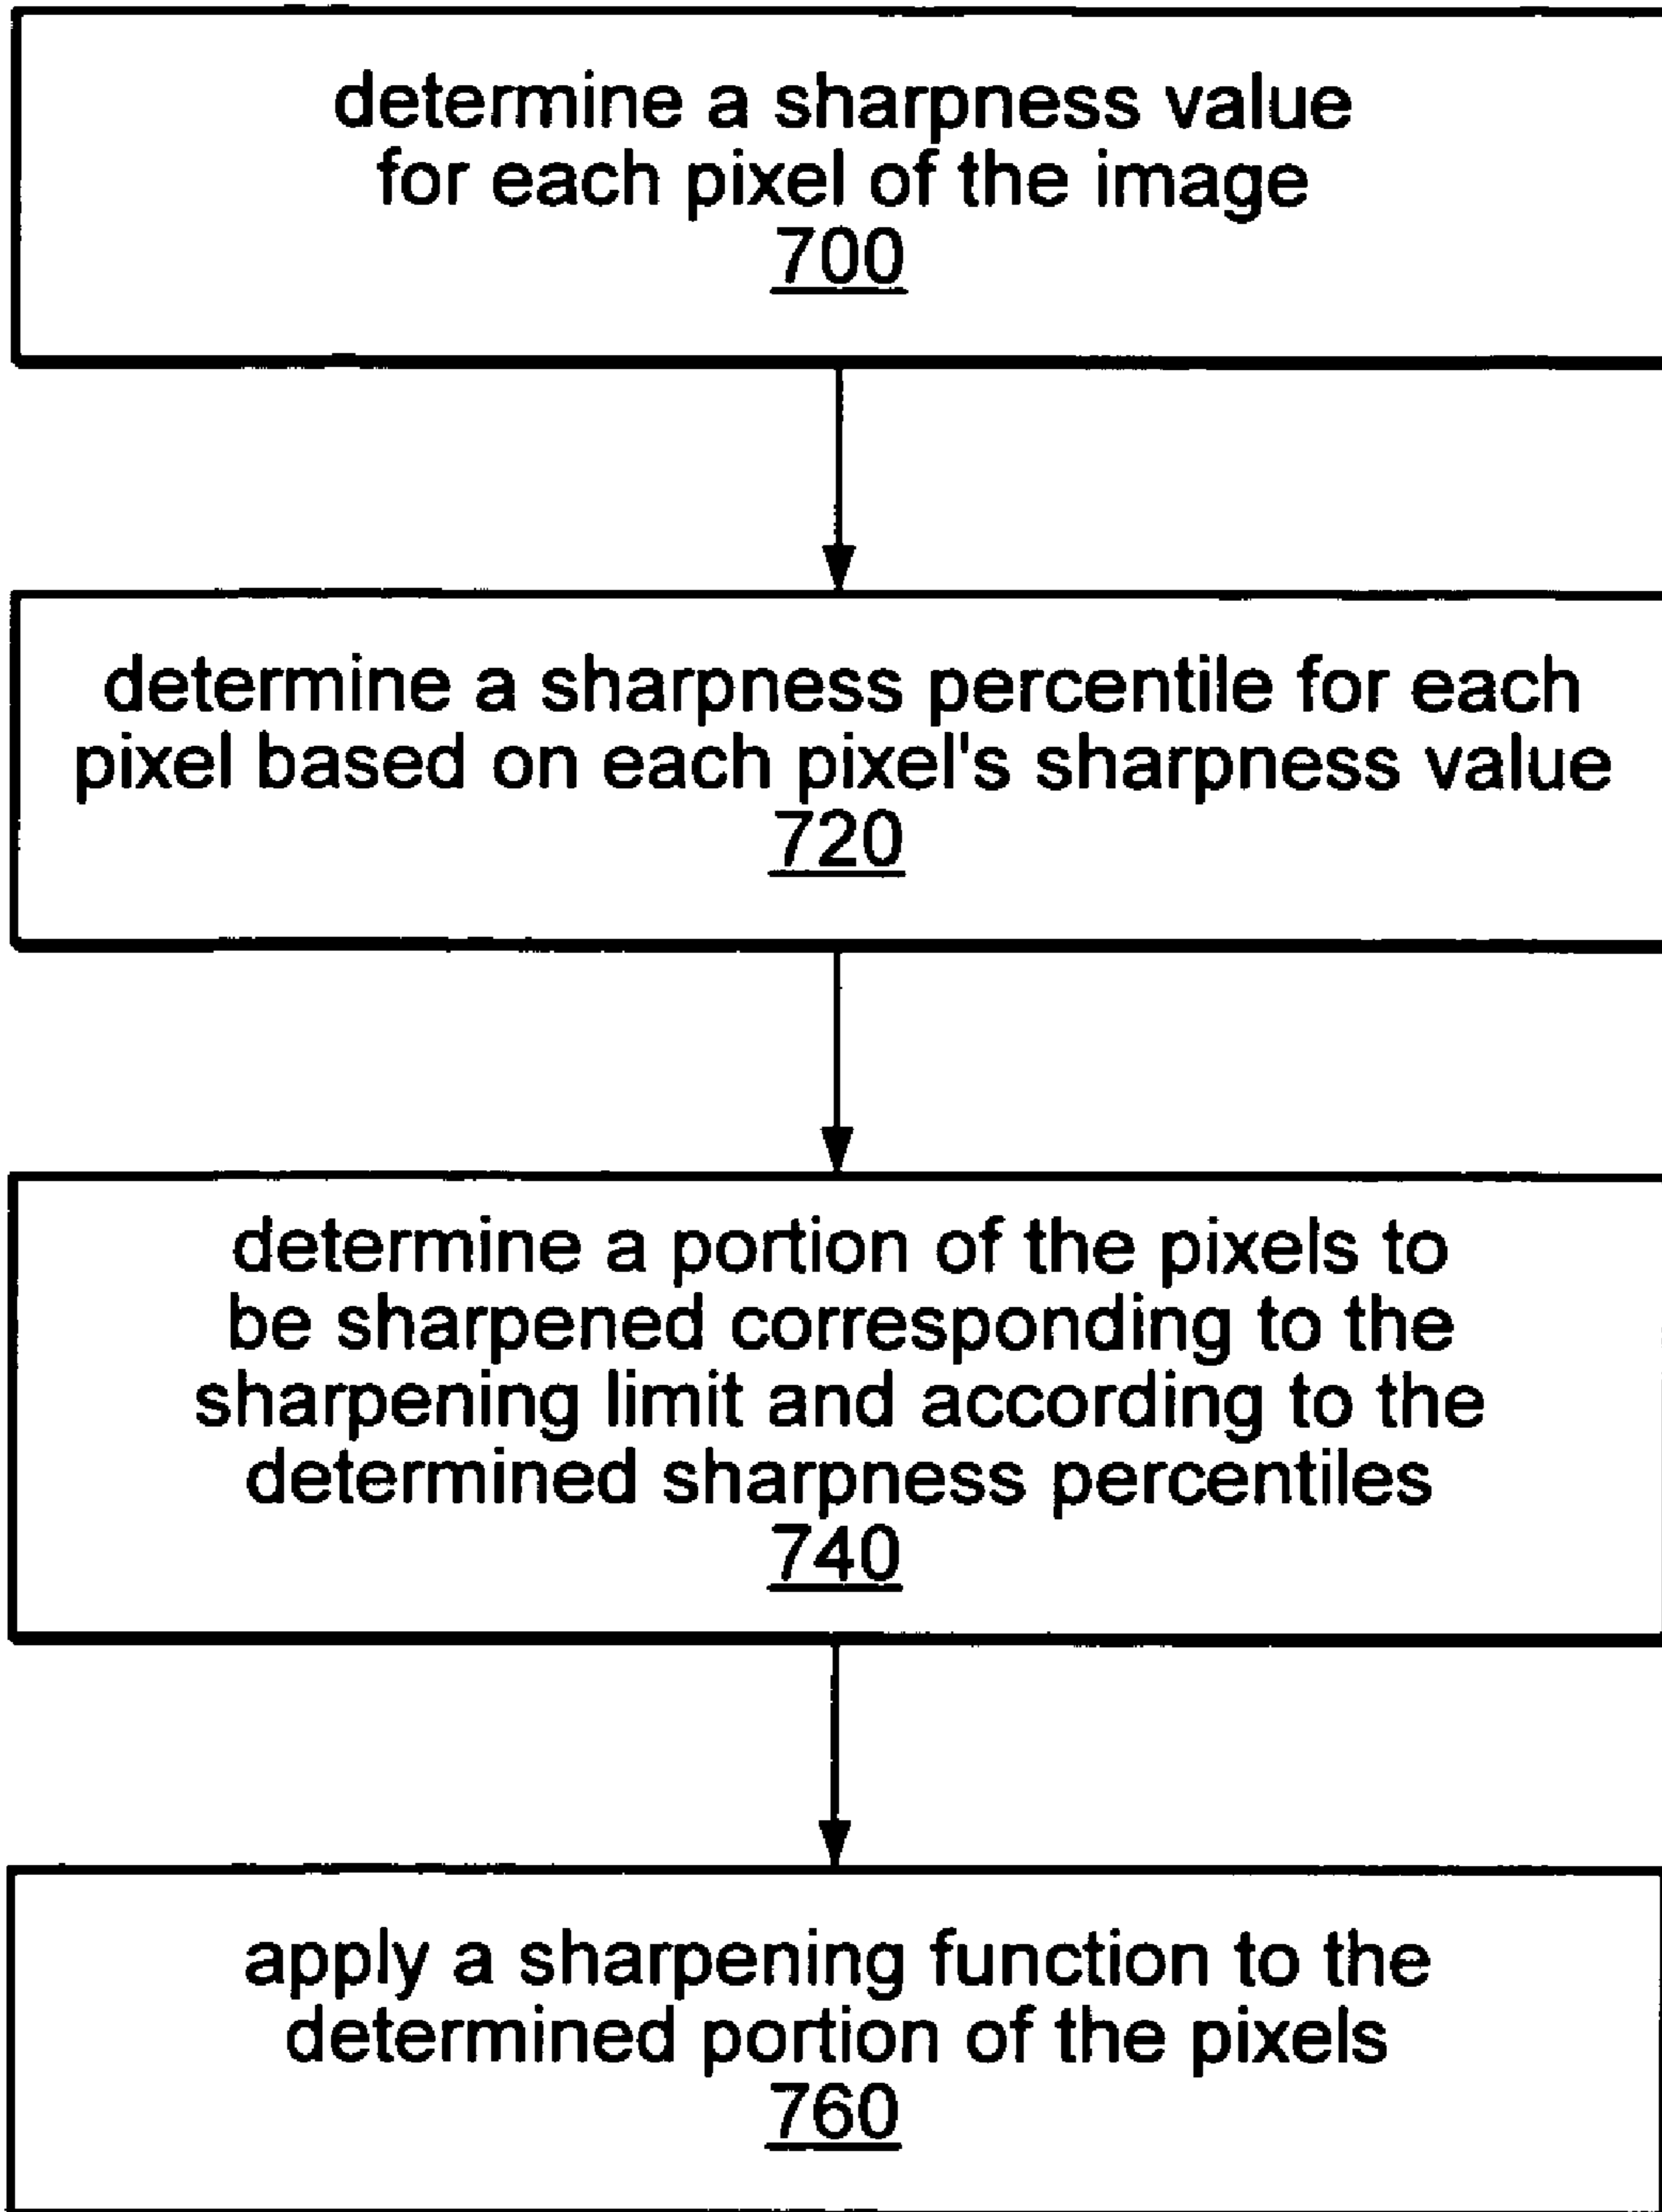 determine a sharpness value
for each pixel of the image
700
determine a sharpness percentile for each
pixel based on each pixel's sharpness value
720
determine a portion of the pixels to
be sharpened corresponding to the
sharpening limit and according to the
determined sharpness percentiles
740
apply a sharpening function to the
determined portion of the pixels
760